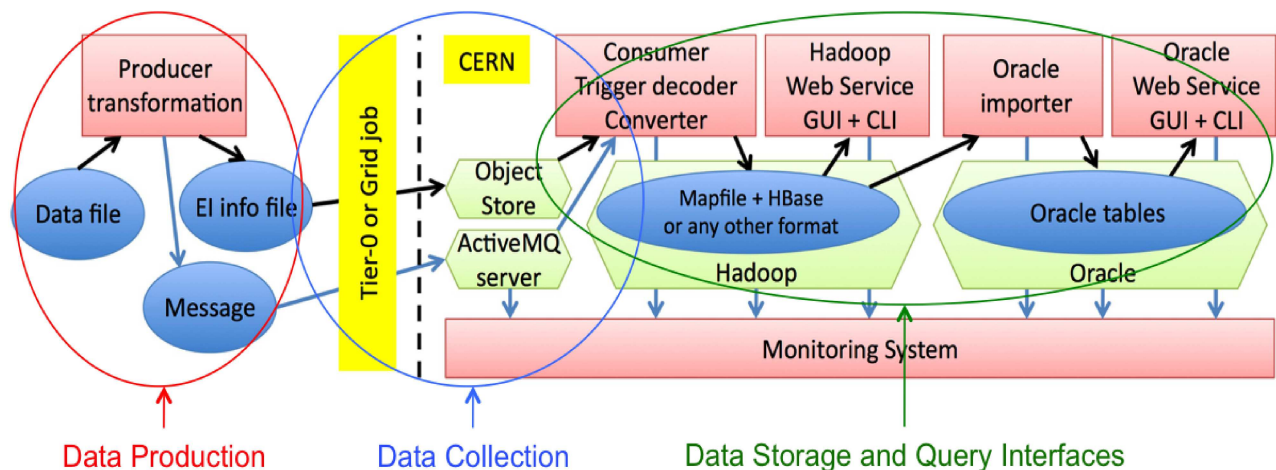 Producer
transformation
Data file
EI info file
Message
Tier-0 or Grid job
CERN
Object
Store
ActiveMQ
server
Consumer
Trigger decoder
Converter
Hadoop
Web Service
GUI + CLI
Oracle
importer
Oracle
Web Service
GUI + CLI
Mapfile + HBase
or any other format
Hadoop
Oracle tables
Oracle
Monitoring System
Data Production
Data Collection
Data Storage and Query Interfaces